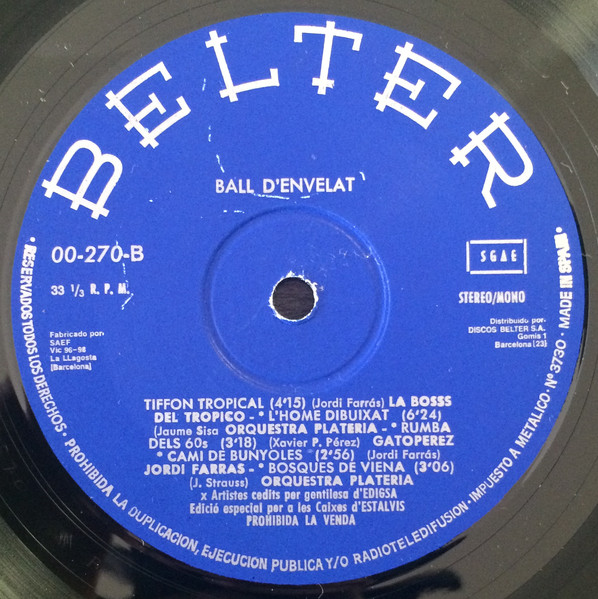 BELTER
BALL D'ENVELAT
00-270-B
SGAE
33 1/3 R. P. M.
STEREO/MONO
Fabricado por:
SAEF
Vic 96-98
La LLagosta
[Barcelona]
Distribuido por:
DISCOS BELTER S.A.
Gomis 1
Barcelona (23)
TIFFON TROPICAL (4'15) (Jordi Farrás) LA BOSSS
DEL TROPICO - * L'HOME DIBUIXAT (6'24)
(Jaume Sisa ORQUESTRA PLATERIA - * RUMBA
DELS 60s (3'18) (Xavier P. Pérez) GATOPEREZ
* CAMI DE BUNYOLES * (2'56) (Jordi Farrás)
JORDI FARRAS - * BOSQUES DE VIENA (3'06)
(J. Strauss) ORQUESTRA PLATERIA
x Artistes cedits per gentilesa d'EDIGSA
Edició especial per a les Caixes d'ESTALVIS
PROHIBIDA LA VENDA
• RESERVADOS TODOS LOS DERECHOS • PROHIBIDA LA DUPLICACION, EJECUCION PUBLICA Y/O RADIOTELEDIFUSION • IMPUESTO A METALICO • Nº 3730 • MADE IN SPAIN •